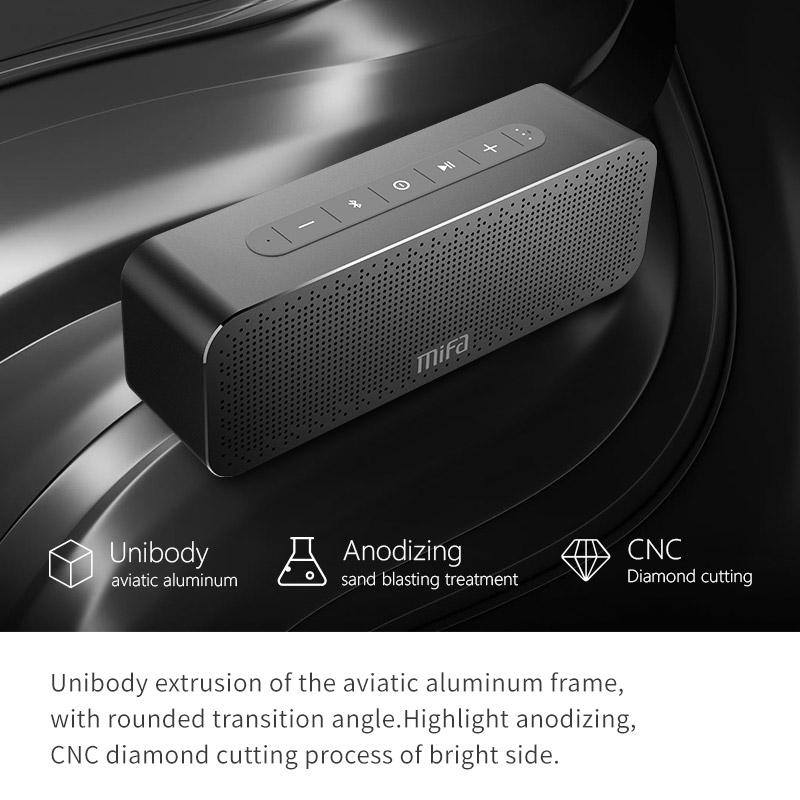 mifa
Unibody
aviatic aluminum
Anodizing
sand blasting treatment
CNC
Diamond cutting
Unibody extrusion of the aviatic aluminum frame,
with rounded transition angle.Highlight anodizing,
CNC diamond cutting process of bright side.